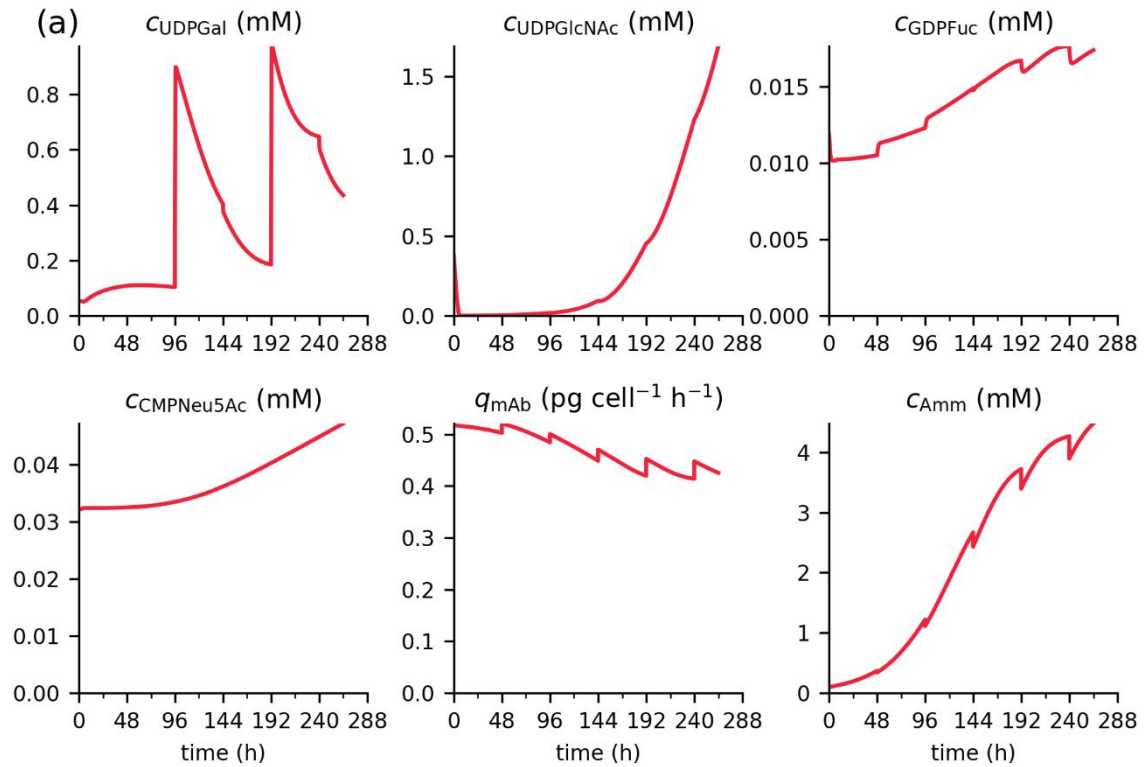 (a)
c_UDPGal (mM)
0.8
0.6
0.4
0.2
0.0
0 48 96 144 192 240 288
c_UDPGlcNAc (mM)
1.5
1.0
0.5
0.0
0 48 96 144 192 240 288
c_GDPFuc (mM)
0.015
0.010
0.005
0.000
0 48 96 144 192 240 288
c_CMPNeu5Ac (mM)
0.04
0.03
0.02
0.01
0.00
0 48 96 144 192 240 288
time (h)
q_mAb (pg cell⁻¹ h⁻¹)
0.5
0.4
0.3
0.2
0.1
0.0
0 48 96 144 192 240 288
time (h)
c_Amm (mM)
4
3
2
1
0
0 48 96 144 192 240 288
time (h)